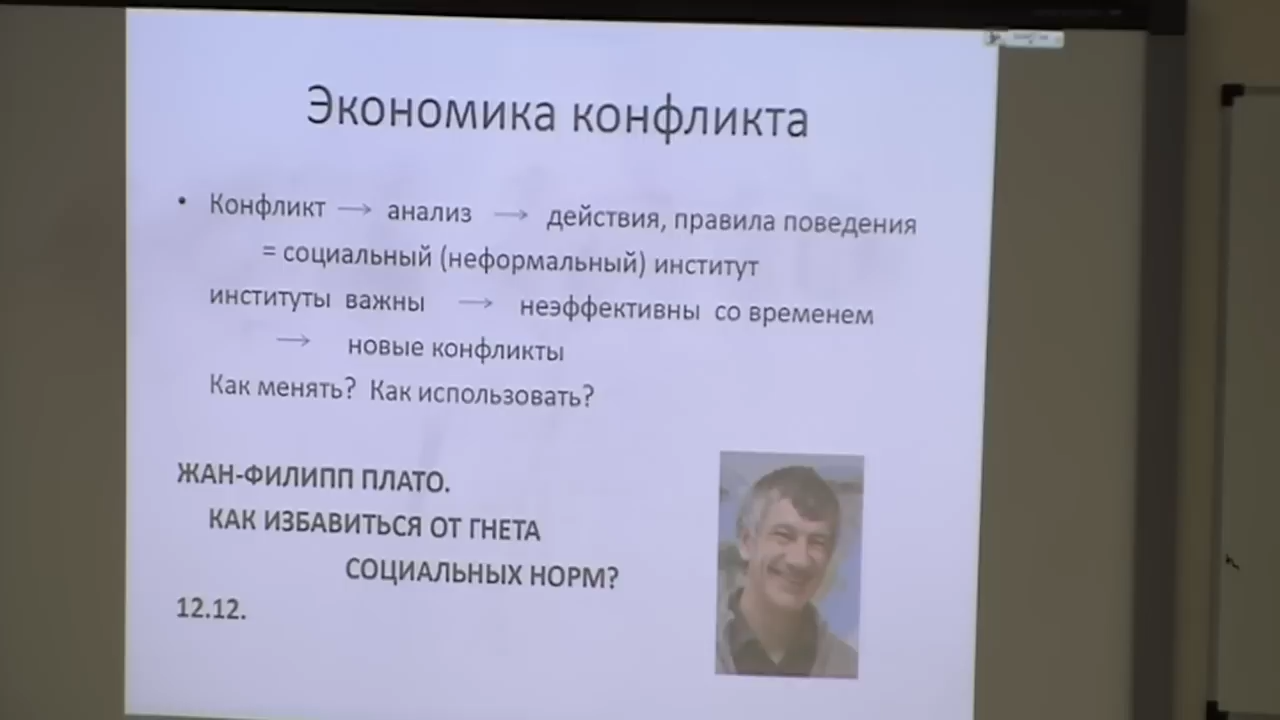 Экономика конфликта
• Конфликт → анализ → действия, правила поведения
= социальный (неформальный) институт
институты важны → неэффективны со временем
→ новые конфликты
Как менять? Как использовать?
ЖАН-ФИЛИПП ПЛАТО.
КАК ИЗБАВИТЬСЯ ОТ ГНЕТА
СОЦИАЛЬНЫХ НОРМ?
12.12.